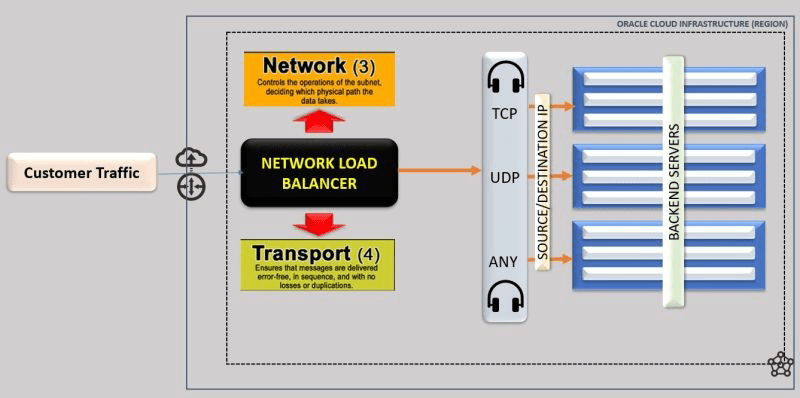 ORACLE CLOUD INFRASTRUCTURE (REGION)
Network (3)
Controls the operations of the subnet,
deciding which physical path the
data takes.
Customer Traffic
NETWORK LOAD
BALANCER
Transport (4)
Ensures that messages are delivered
error-free, in sequence, and with no
losses or duplications.
TCP
UDP
ANY
SOURCE/DESTINATION IP
BACKEND SERVERS